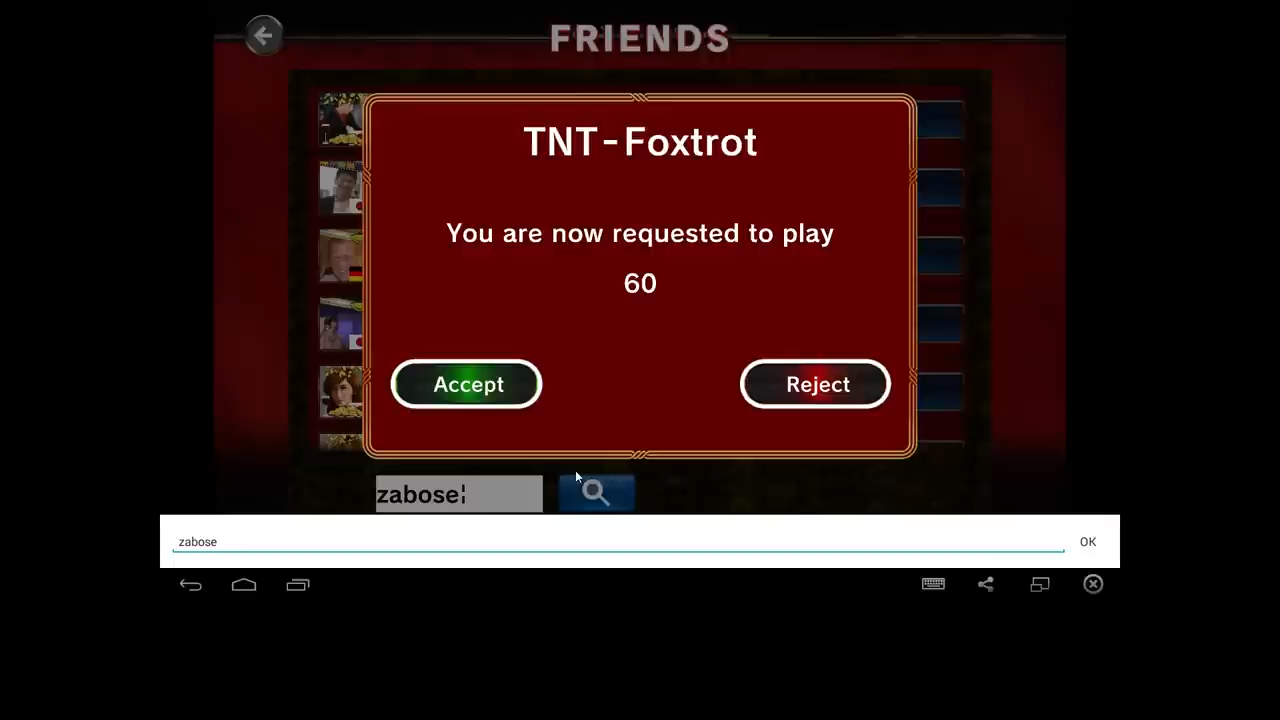 FRIENDS
TNT-Foxtrot
You are now requested to play
60
Accept
Reject
zabose
zabose
OK